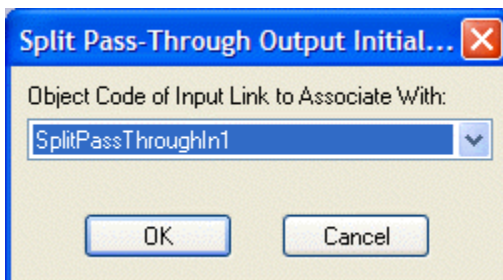 Split Pass-Through Output Initial...
Object Code of Input Link to Associate With:
SplitPassThroughIn1
OK
Cancel